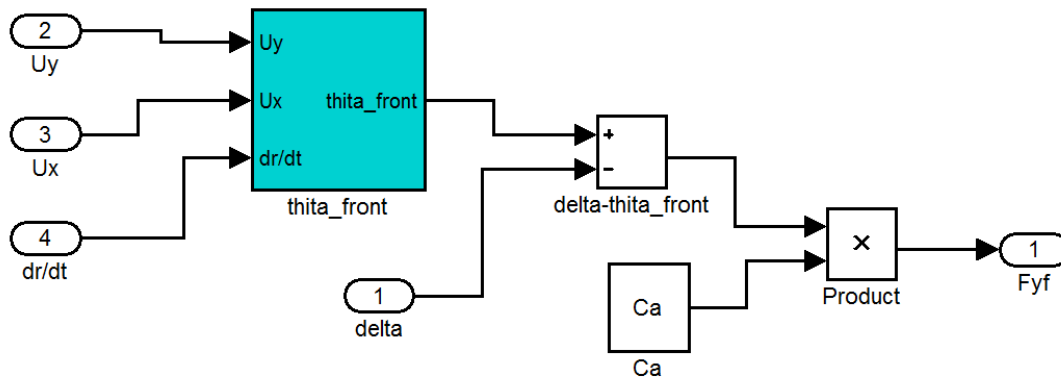 2
Uy
3
Ux
4
dr/dt
Uy
Ux
dr/dt
thita_front
thita_front
1
delta
+
−
delta-thita_front
Ca
Ca
×
Product
1
Fyf